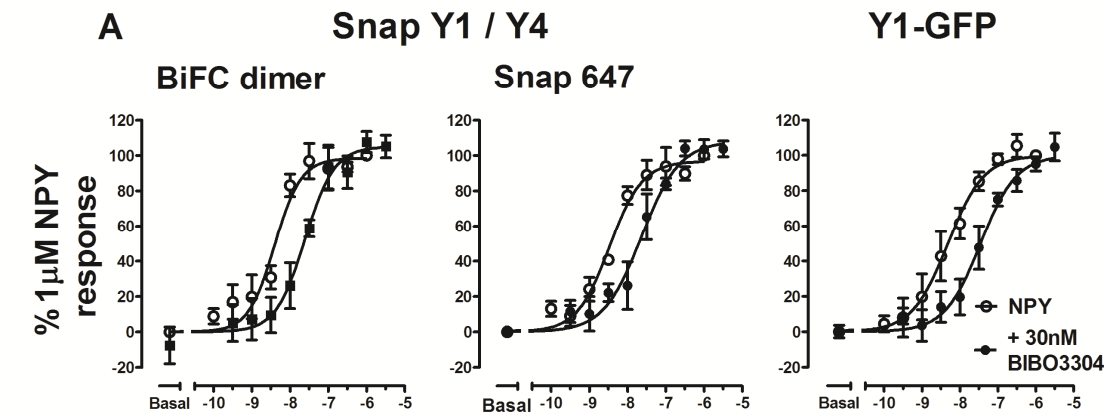 A
Snap Y1 / Y4
Y1-GFP
BiFC dimer
Snap 647
% 1μM NPY
response
120
100
80
60
40
20
0
-20
Basal -10 -9 -8 -7 -6 -5
120
100
80
60
40
20
0
-20
Basal -10 -9 -8 -7 -6 -5
120
100
80
60
40
20
0
-20
Basal -10 -9 -8 -7 -6 -5
NPY
+ 30nM
BIBO3304